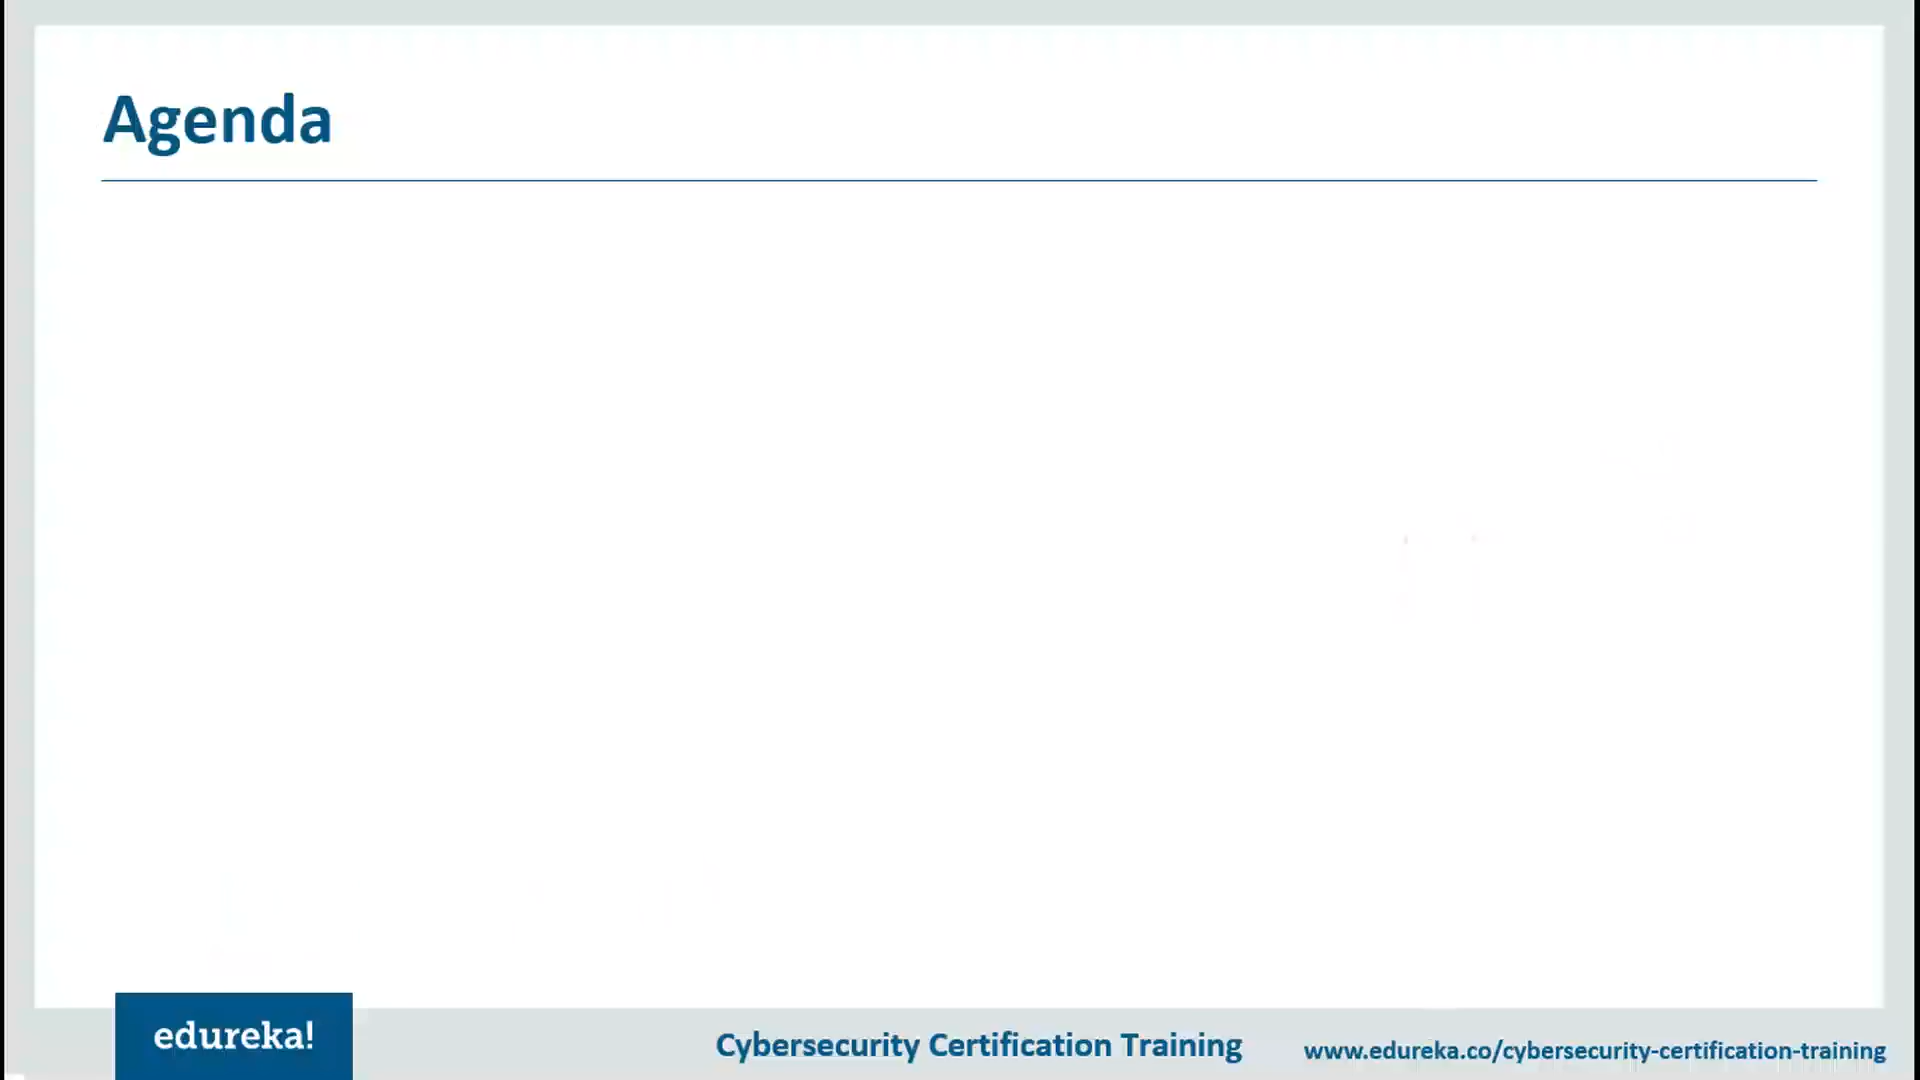 Agenda
edureka!
Cybersecurity Certification Training
www.edureka.co/cybersecurity-certification-training